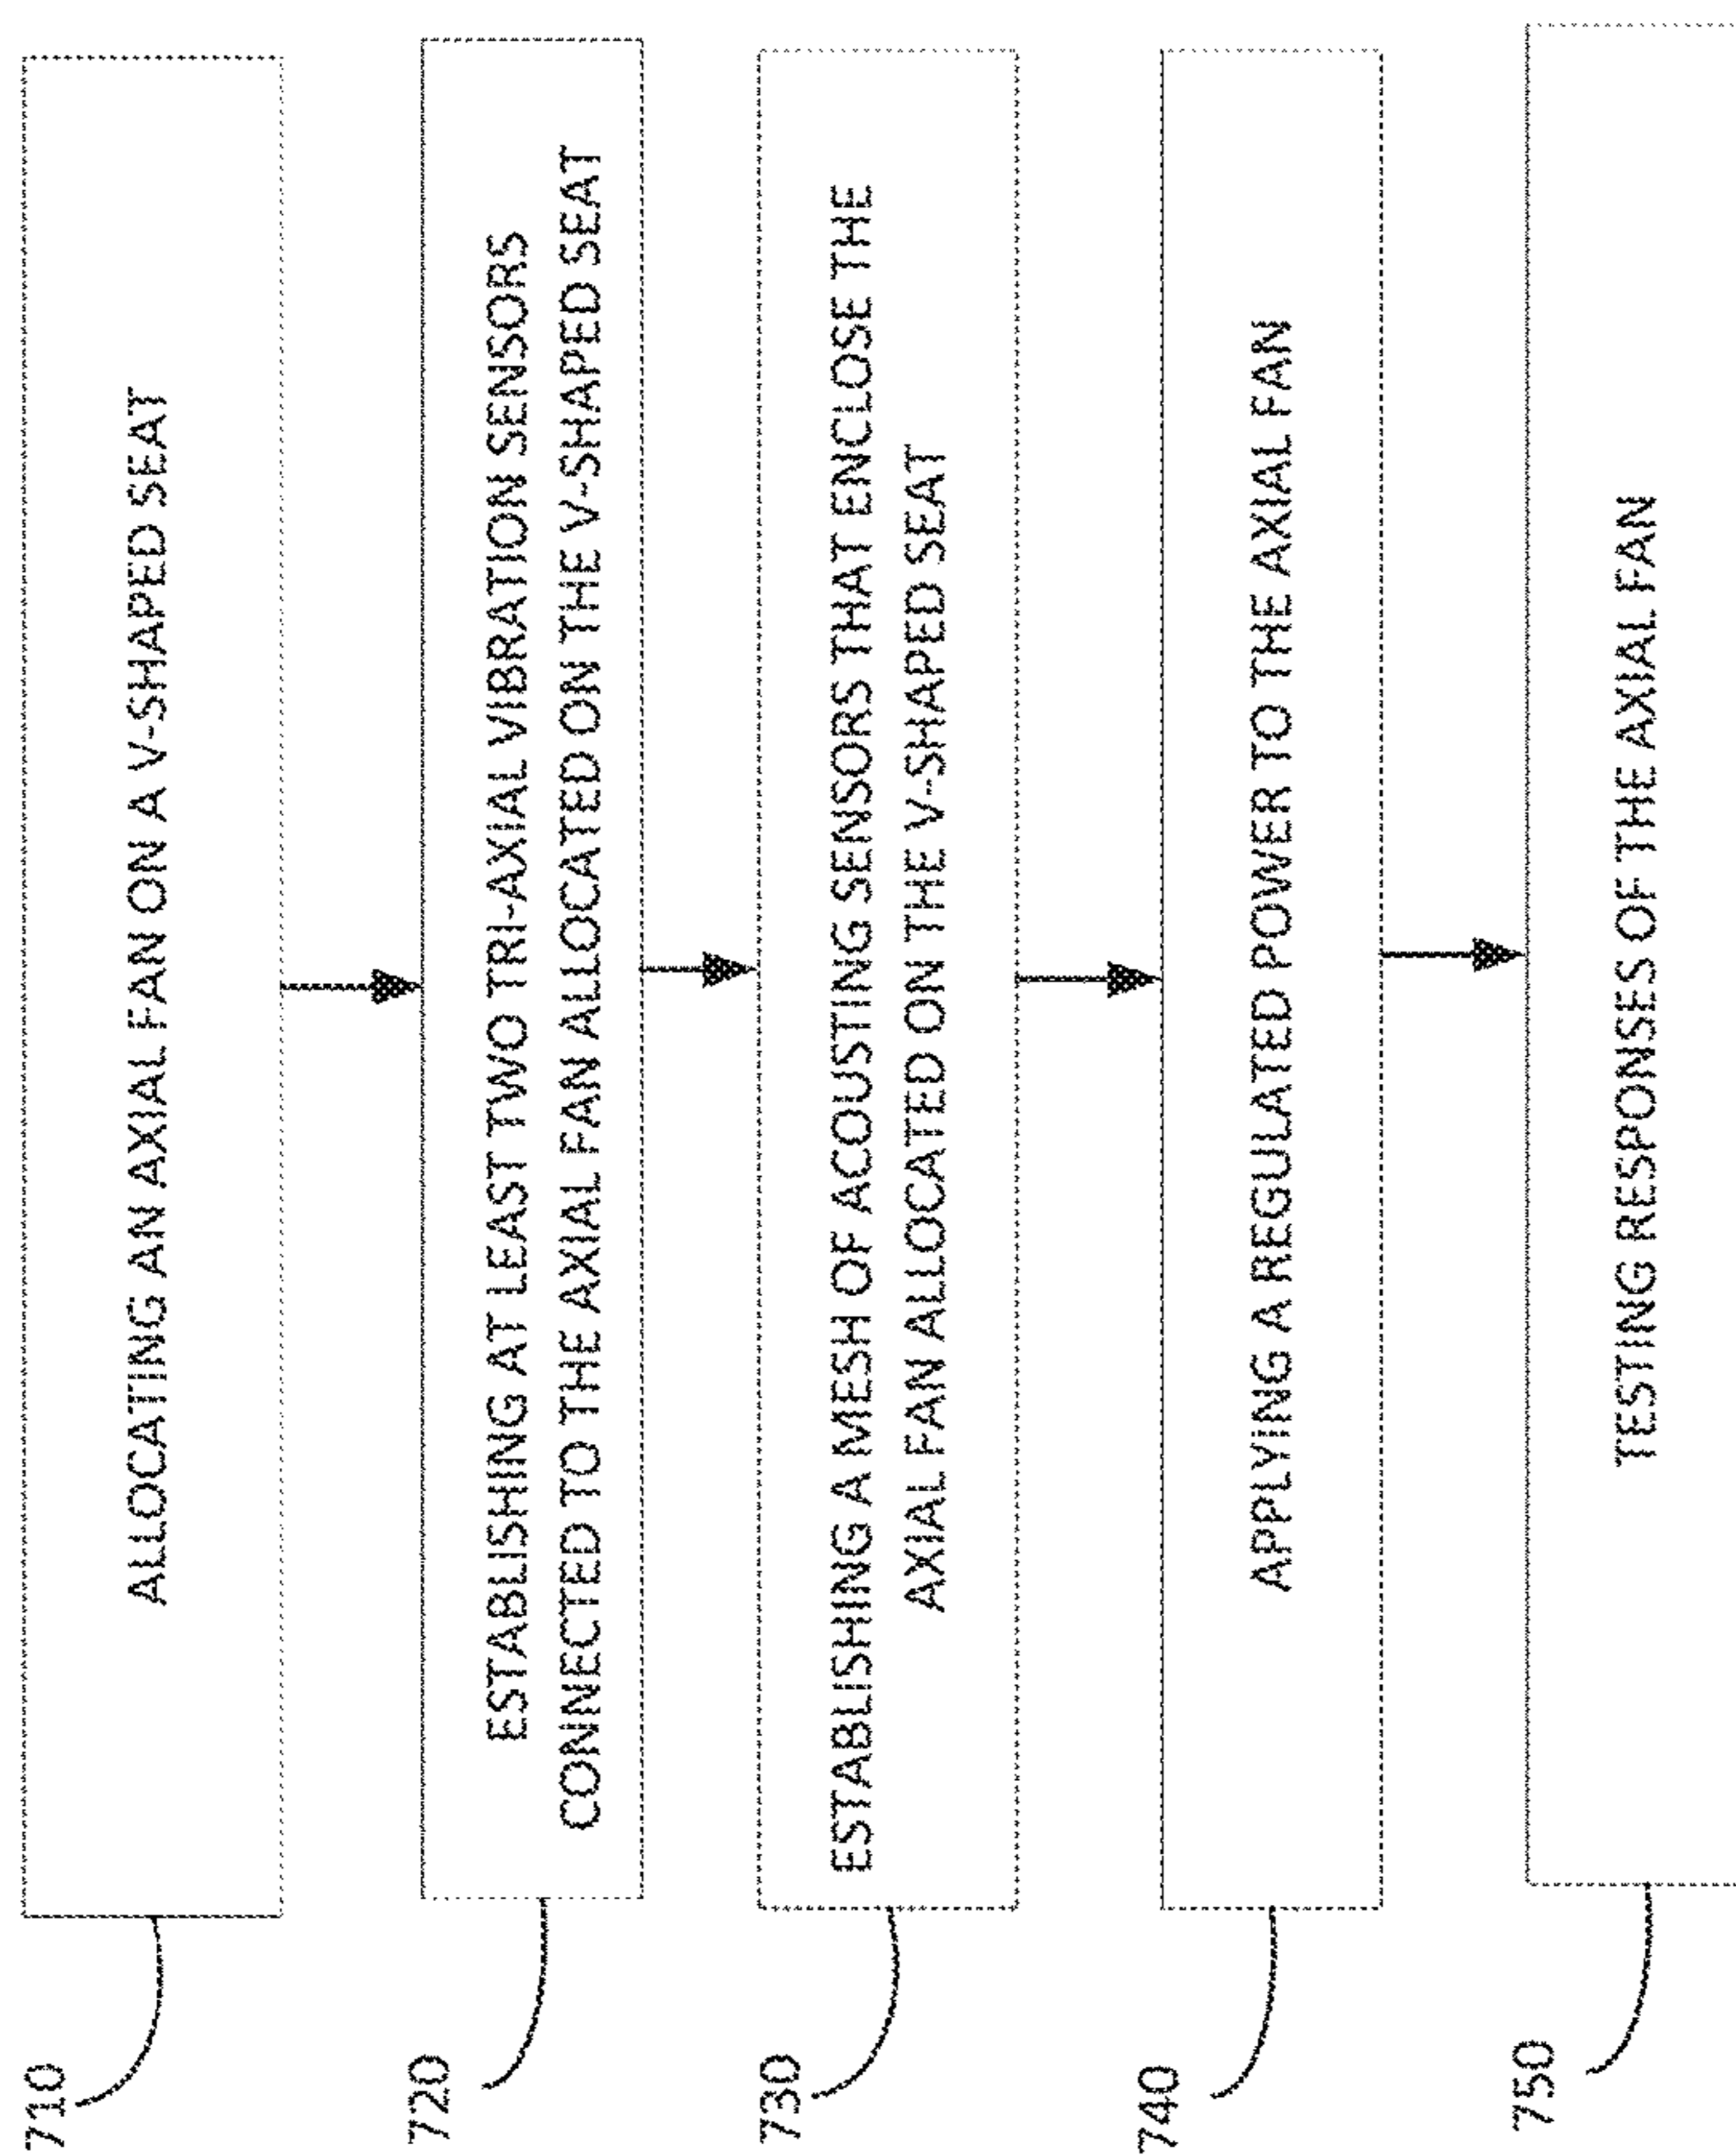 710
ALLOCATING AN AXIAL FAN ON A V-SHAPED SEAT
720
ESTABLISHING AT LEAST TWO TRI-AXIAL VIBRATION SENSORS
CONNECTED TO THE AXIAL FAN ALLOCATED ON THE V-SHAPED SEAT
730
ESTABLISHING A MESH OF ACOUSTING SENSORS THAT ENCLOSE THE
AXIAL FAN ALLOCATED ON THE V-SHAPED SEAT
740
APPLYING A REGULATED POWER TO THE AXIAL FAN
750
TESTING RESPONSES OF THE AXIAL FAN